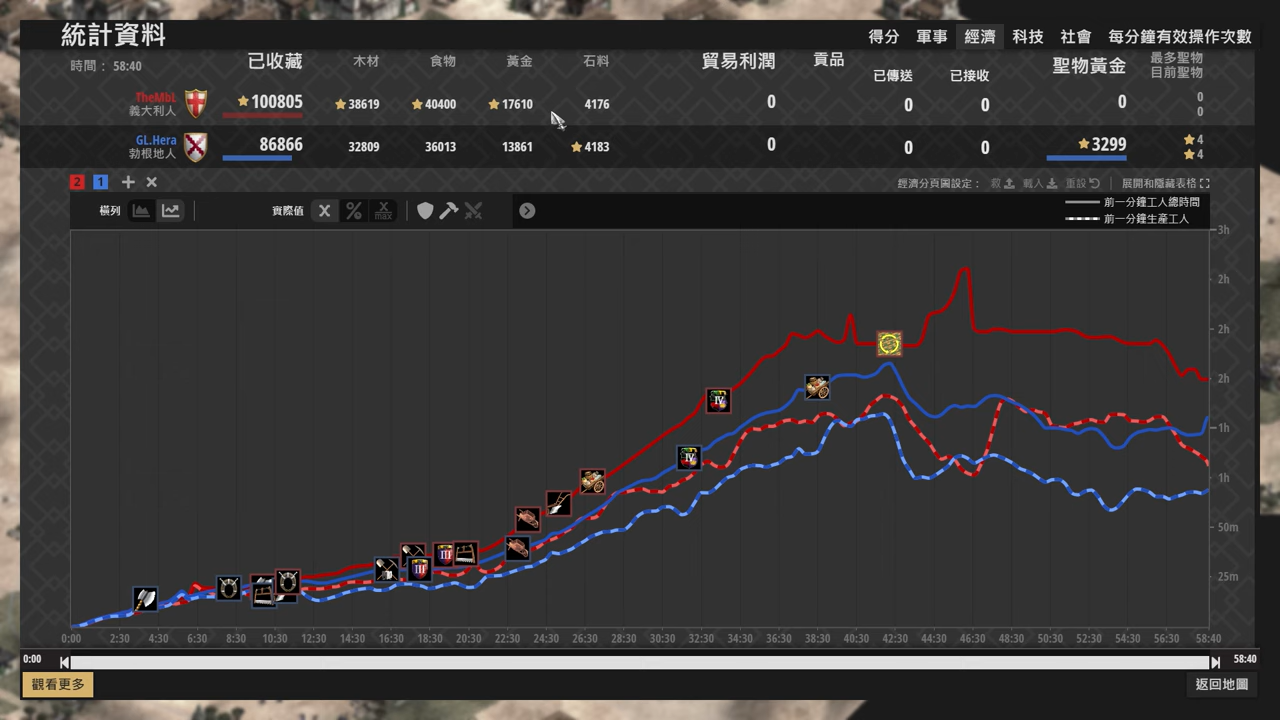 統計資料
得分 軍事 經濟 科技 社會 每分鐘有效操作次數
時間： 58:40
已收藏 木材 食物 黃金 石料 貿易利潤 貢品 已傳送 已接收 聖物黃金 最多聖物 目前聖物
TheMbL
義大利人
100805 38619 40400 17610 4176 0 0 0 0 0 0
GL.Hera
勃根地人
86866 32809 36013 13861 4183 0 0 0 3299 4 4
2 1
經濟分頁圖設定： 載入 重設 展開和隱藏表格
橫列 實際值 X % X max
前一分鐘工人總時間
前一分鐘生產工人
3h
2h
2h
2h
1h
1h
50m
25m
IV
IV
III
III
0:00 2:30 4:30 6:30 8:30 10:30 12:30 14:30 16:30 18:30 20:30 22:30 24:30 26:30 28:30 30:30 32:30 34:30 36:30 38:30 40:30 42:30 44:30 46:30 48:30 50:30 52:30 54:30 56:30 58:40
0:00 58:40
觀看更多 返回地圖